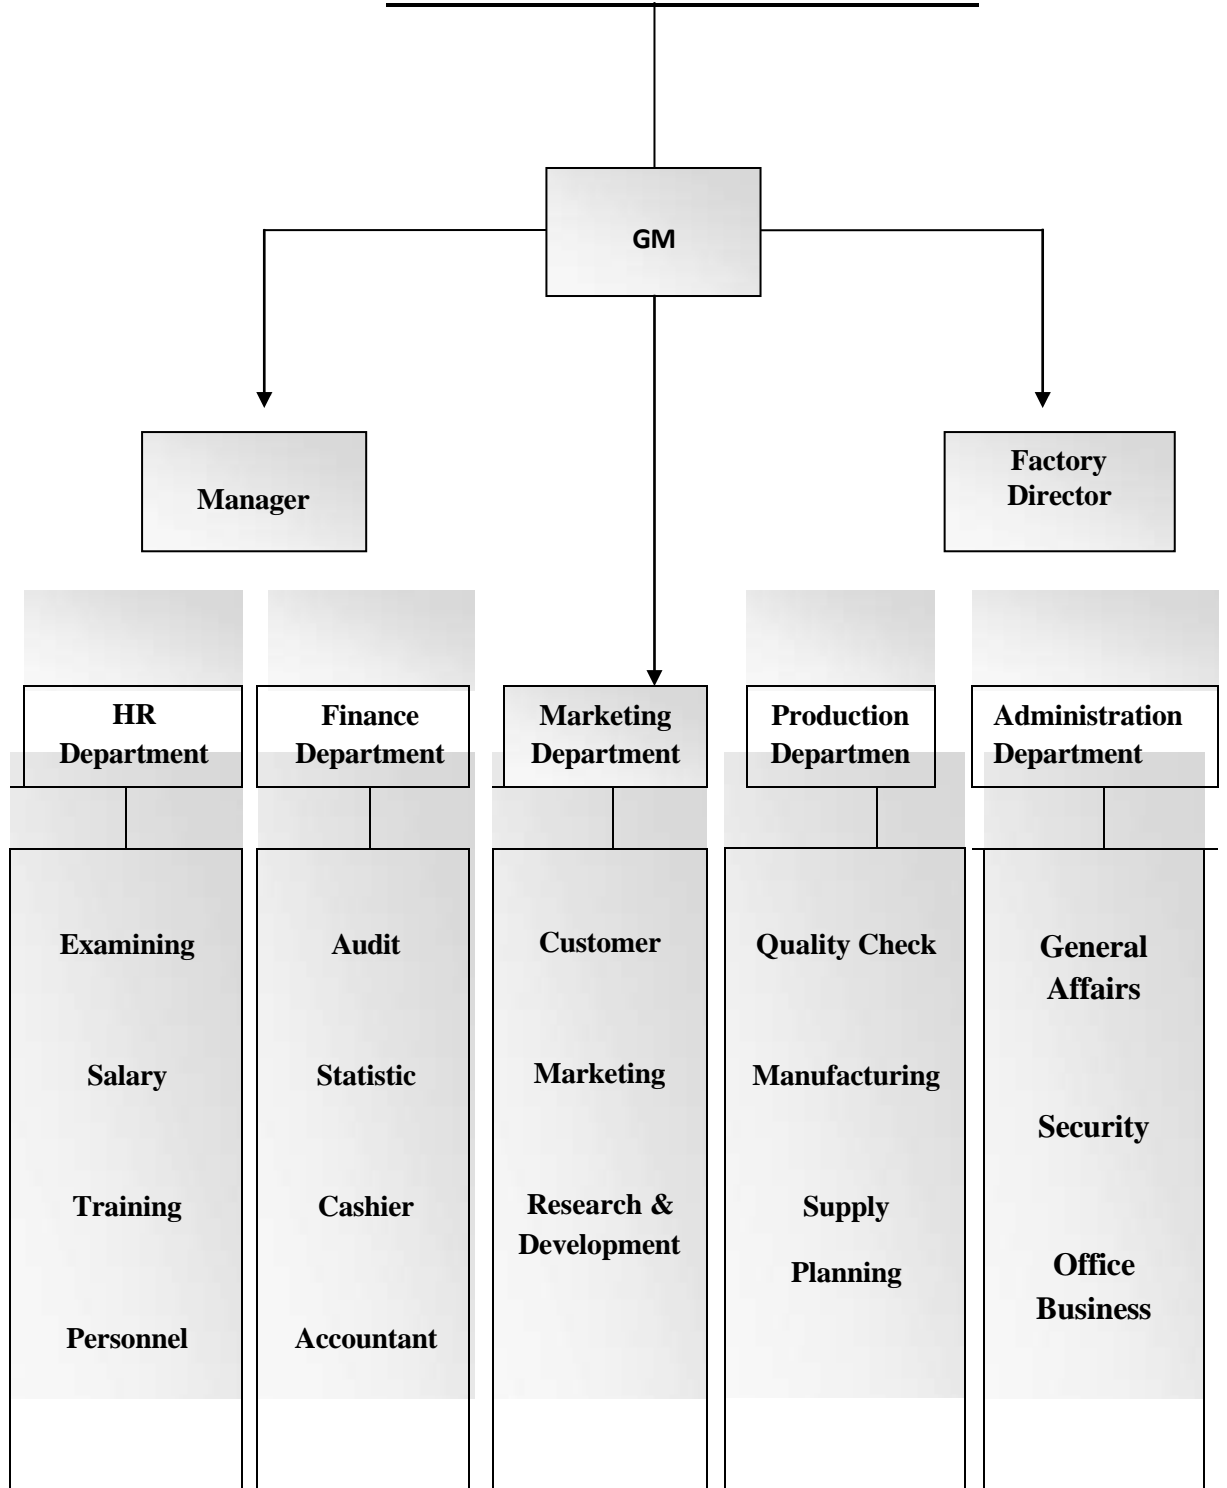 GM
Manager
Factory
Director
HR
Department
Finance
Department
Marketing
Department
Production
Departmen
Administration
Department
Examining
Salary
Training
Personnel
Audit
Statistic
Cashier
Accountant
Customer
Marketing
Research &
Development
Quality Check
Manufacturing
Supply
Planning
General
Affairs
Security
Office
Business